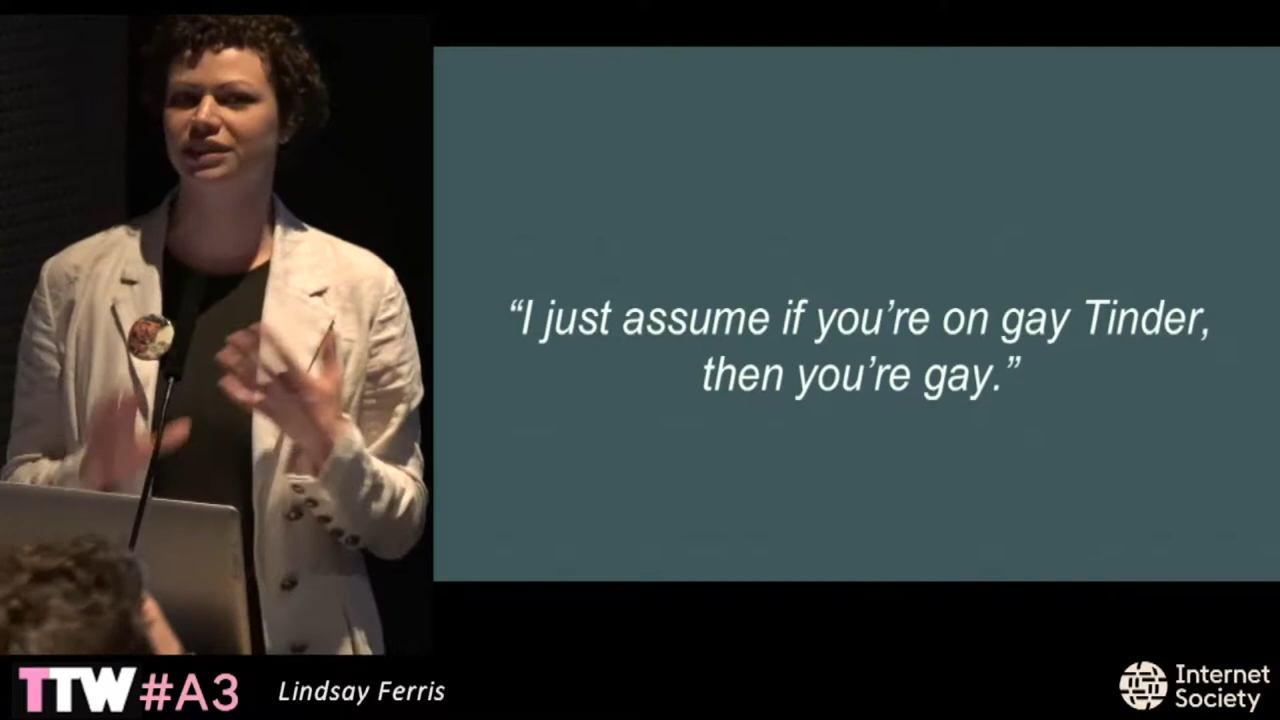 “I just assume if you’re on gay Tinder,
then you’re gay.”
TTW#A3
Lindsay Ferris
Internet
Society